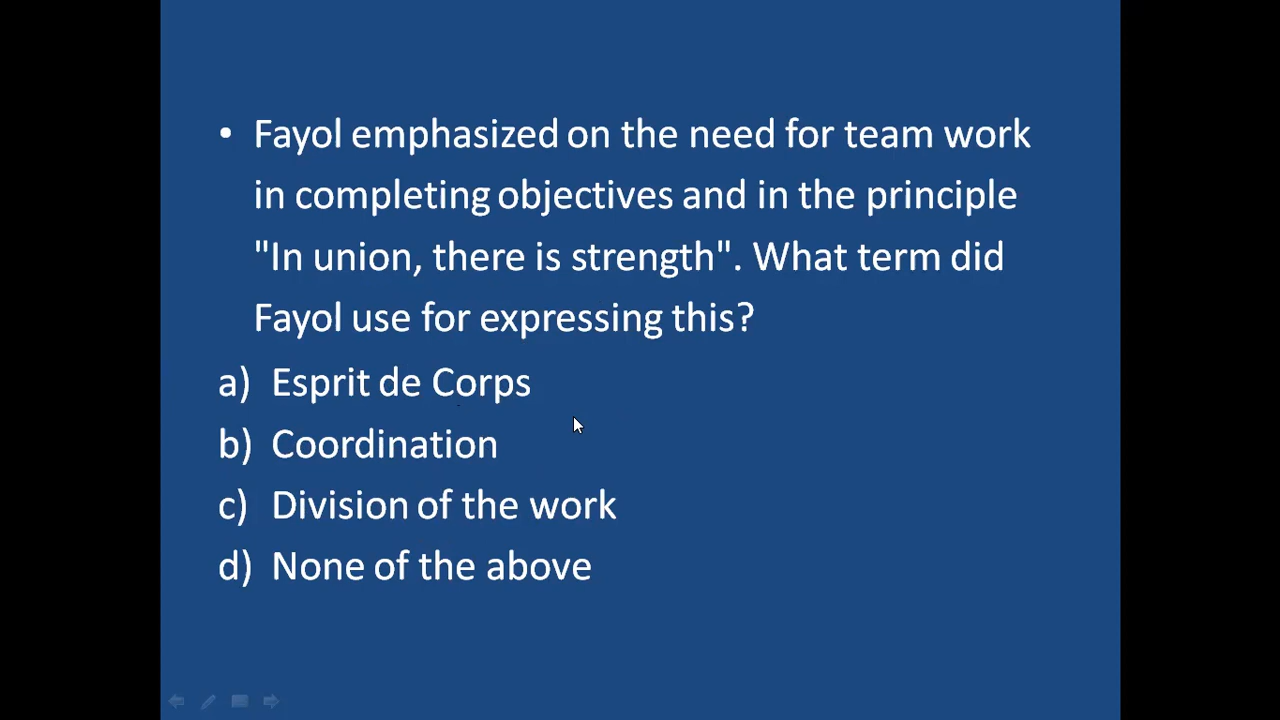 • Fayol emphasized on the need for team work
in completing objectives and in the principle
"In union, there is strength". What term did
Fayol use for expressing this?
a) Esprit de Corps
b) Coordination
c) Division of the work
d) None of the above